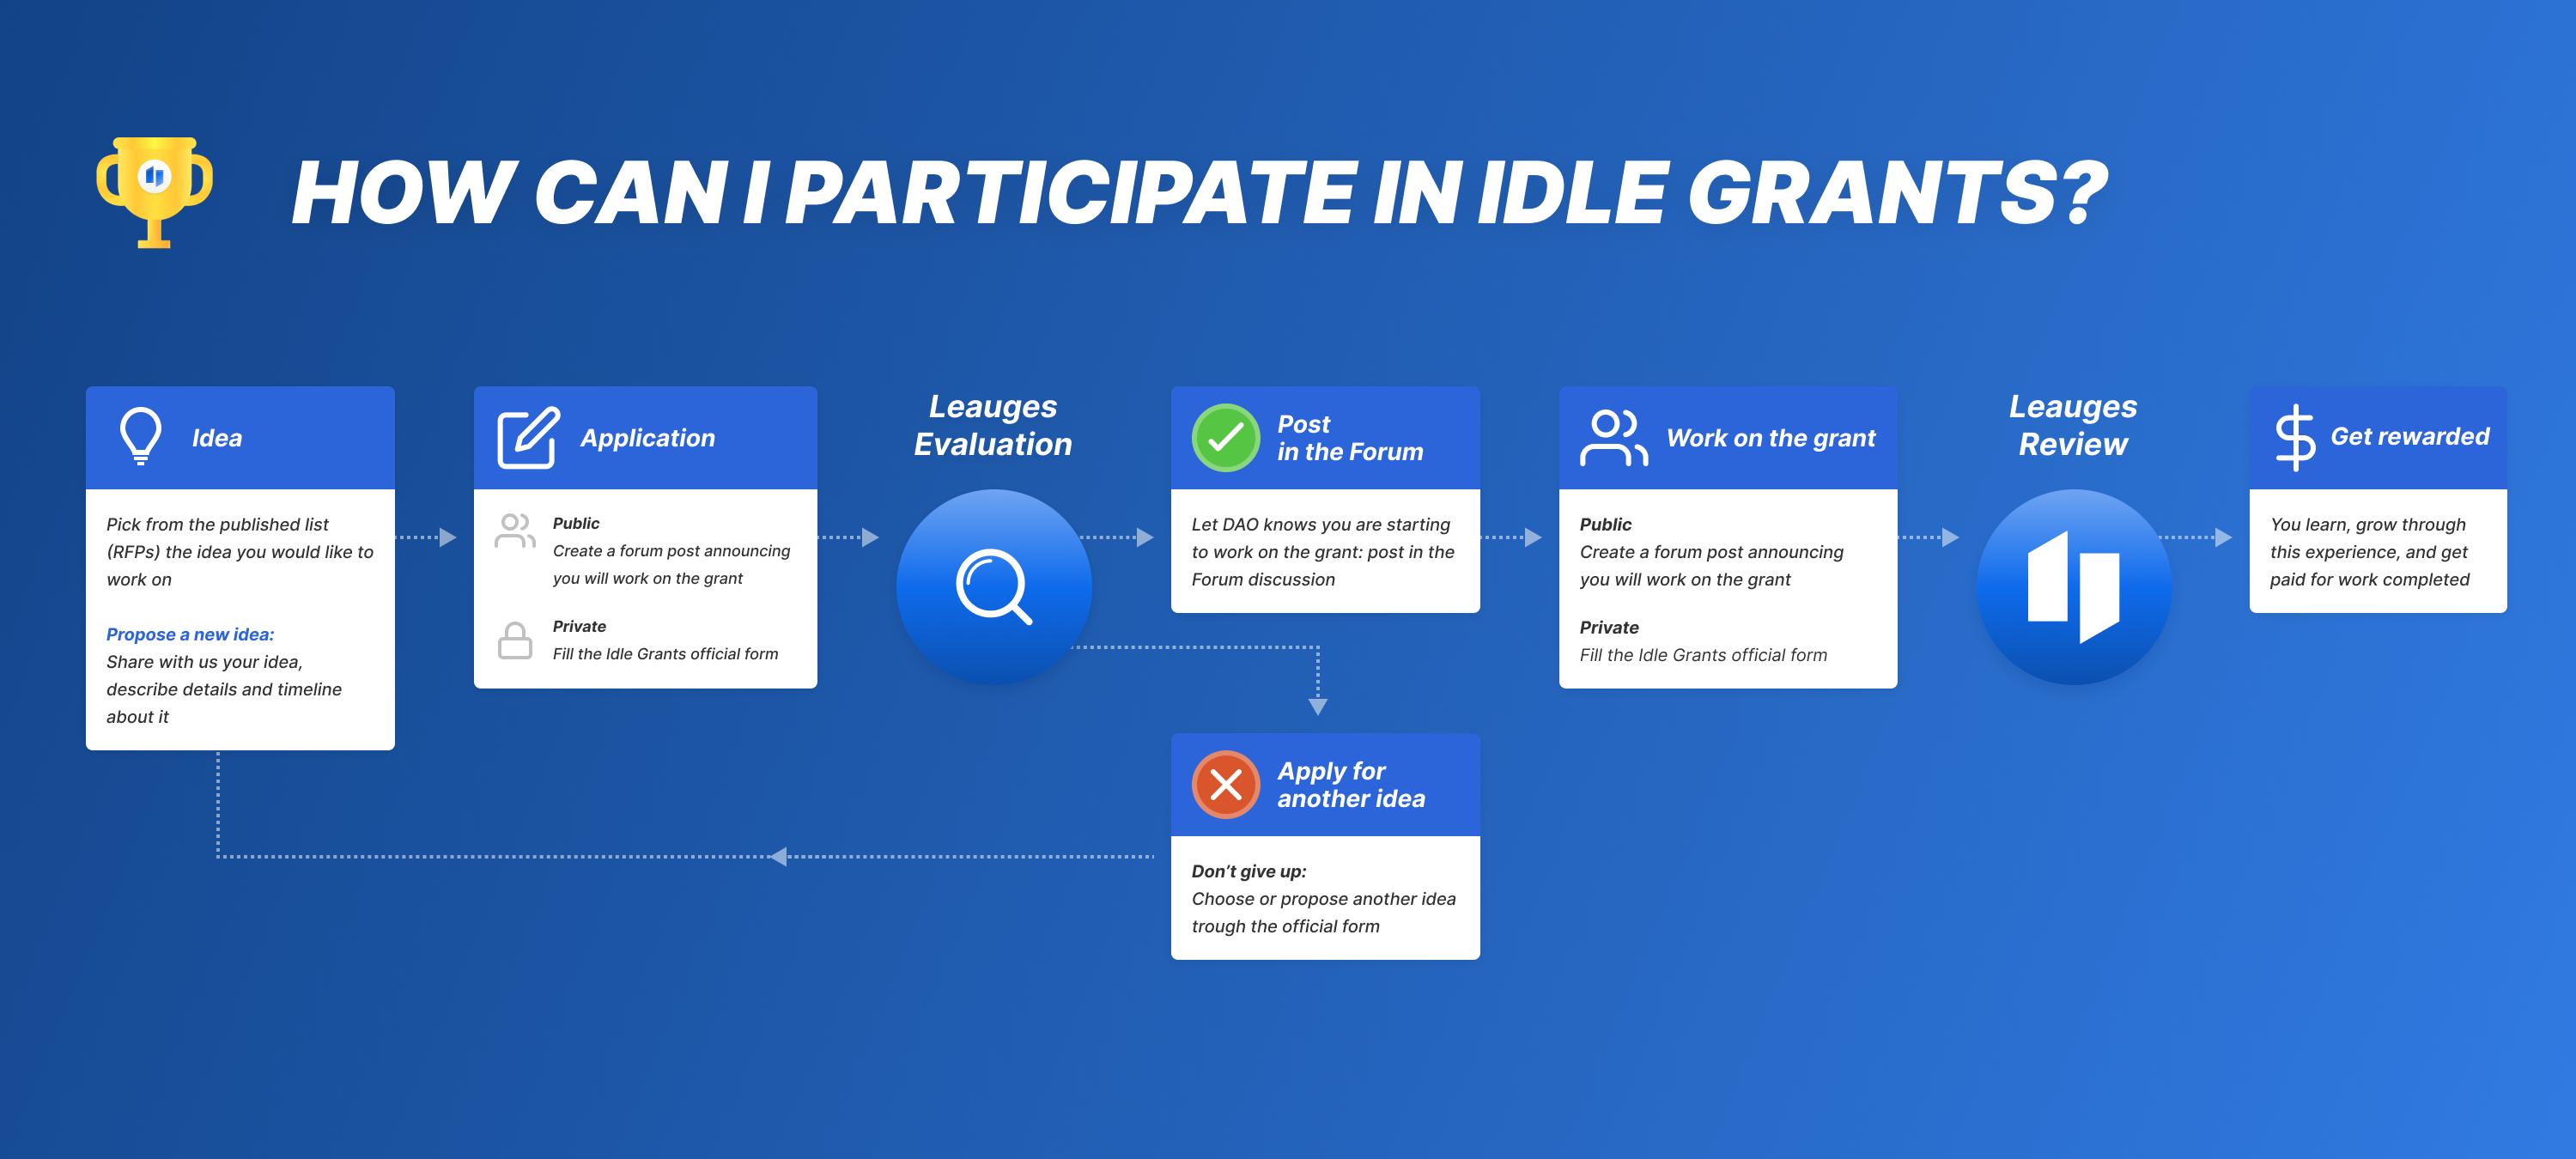 HOW CAN I PARTICIPATE IN IDLE GRANTS?
Idea
Pick from the published list
(RFPs) the idea you would like to
work on
Propose a new idea:
Share with us your idea,
describe details and timeline
about it
Application
Public
Create a forum post announcing
you will work on the grant
Private
Fill the Idle Grants official form
Leauges
Evaluation
Post
in the Forum
Let DAO knows you are starting
to work on the grant: post in the
Forum discussion
Apply for
another idea
Don't give up:
Choose or propose another idea
trough the official form
Work on the grant
Public
Create a forum post announcing
you will work on the grant
Private
Fill the Idle Grants official form
Leauges
Review
Get rewarded
You learn, grow through
this experience, and get
paid for work completed